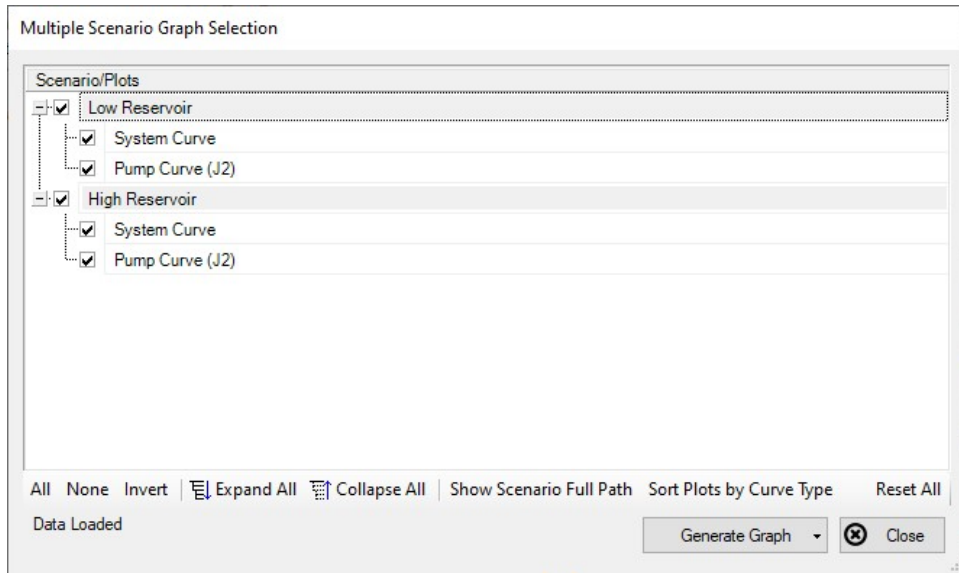 Multiple Scenario Graph Selection
Scenario/Plots
Low Reservoir
System Curve
Pump Curve (J2)
High Reservoir
System Curve
Pump Curve (J2)
All None Invert Expand All Collapse All Show Scenario Full Path Sort Plots by Curve Type Reset All
Data Loaded Generate Graph Close